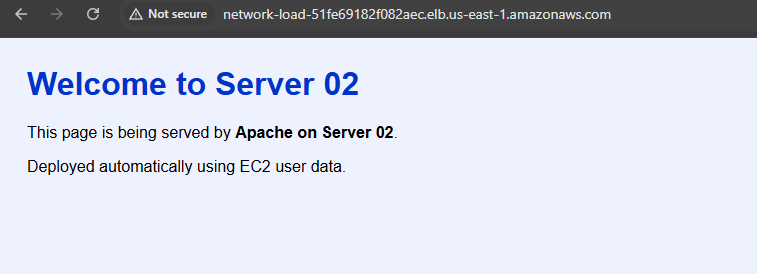 Not secure network-load-51fe69182f082aec.elb.us-east-1.amazonaws.com
Welcome to Server 02
This page is being served by Apache on Server 02.
Deployed automatically using EC2 user data.